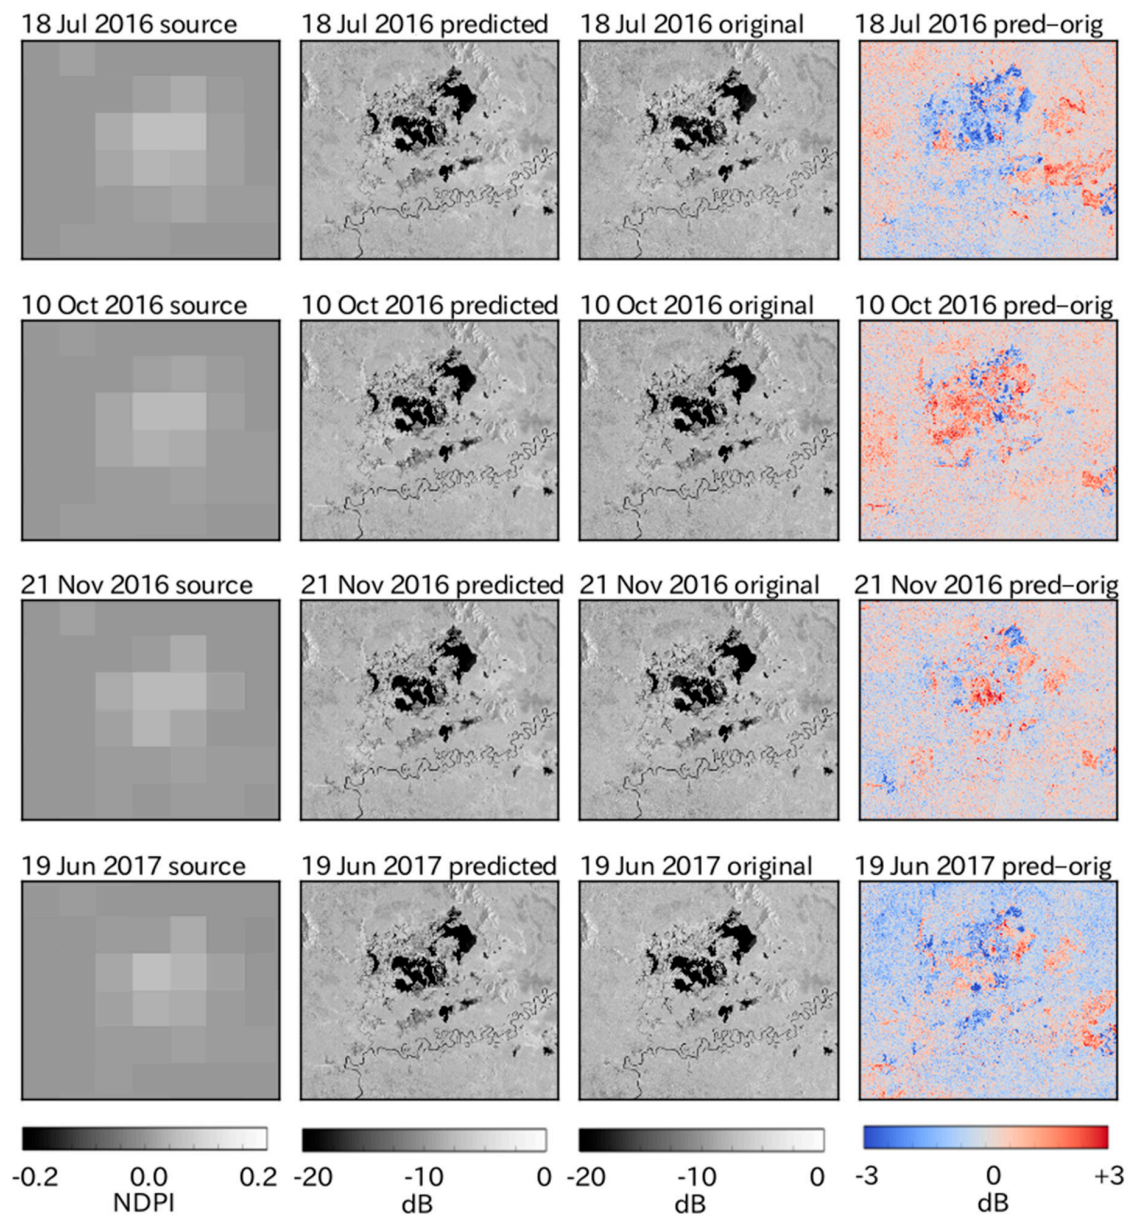 18 Jul 2016 source 18 Jul 2016 predicted 18 Jul 2016 original 18 Jul 2016 pred–orig
10 Oct 2016 source 10 Oct 2016 predicted 10 Oct 2016 original 10 Oct 2016 pred–orig
21 Nov 2016 source 21 Nov 2016 predicted 21 Nov 2016 original 21 Nov 2016 pred–orig
19 Jun 2017 source 19 Jun 2017 predicted 19 Jun 2017 original 19 Jun 2017 pred–orig
-0.2 0.0 0.2 -20 -10 0 -20 -10 0 -3 0 +3
NDPI dB dB dB